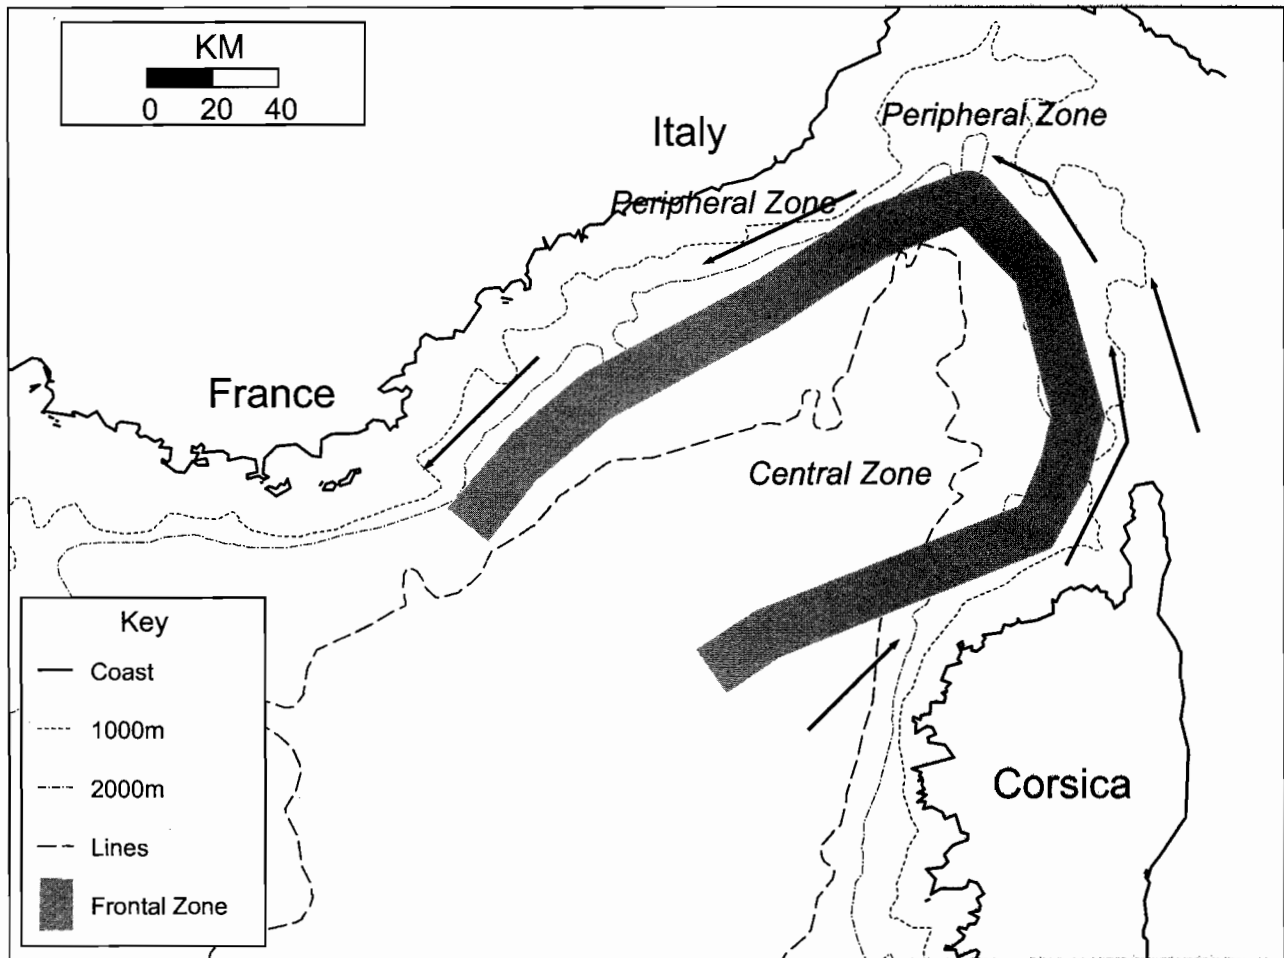 KM
0 20 40
Italy
Peripheral Zone
Peripheral Zone
France
Central Zone
Corsica
Key
Coast
1000m
2000m
Lines
Frontal Zone